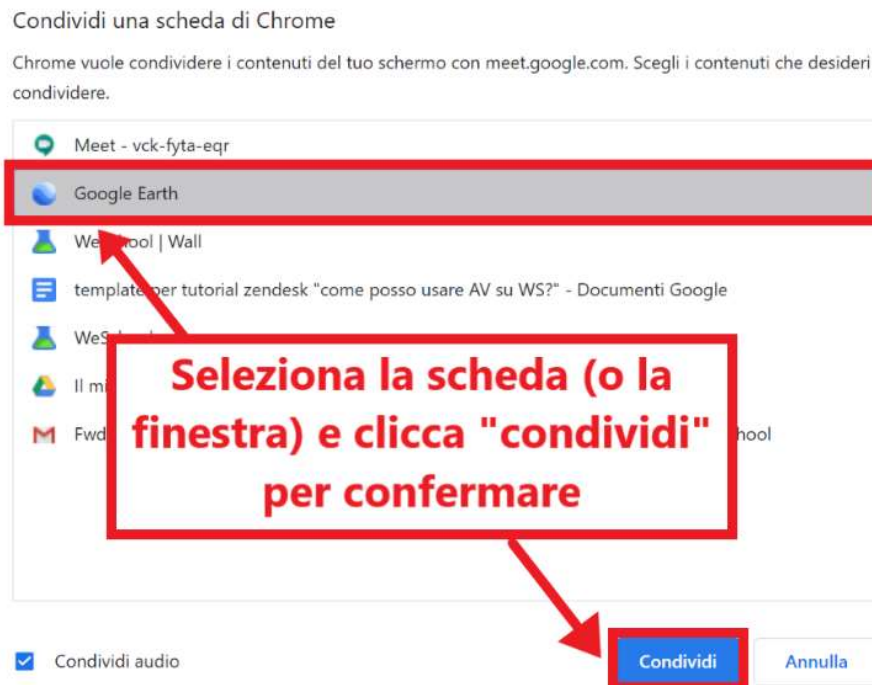 Condividi una scheda di Chrome
Chrome vuole condividere i contenuti del tuo schermo con meet.google.com. Scegli i contenuti che desideri
condividere.
Meet - vck-fyta-eqr
Google Earth
Wall
template per tutorial zendesk "come posso usare AV su WS?" - Documenti Google
Il
Fwd
Seleziona la scheda (o la
finestra) e clicca "condividi"
per confermare
Condividi audio
Condividi
Annulla